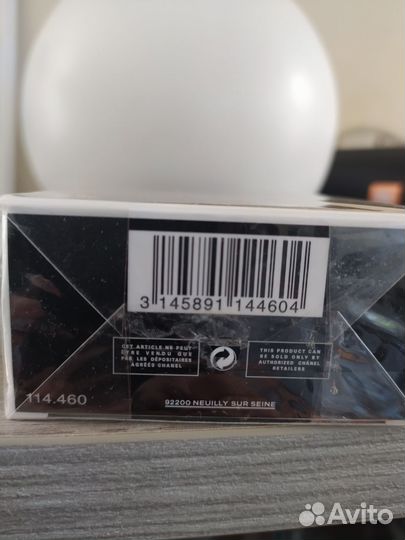 3 145891 144604
CET ARTICLE NE PEUT
ÊTRE VENDU QUE
PAR LES DÉPOSITAIRES
AGRÉÉS CHANEL
THIS PRODUCT CAN
BE SOLD ONLY BY
AUTHORIZED CHANEL
RETAILERS
114.460
92200 NEUILLY SUR SEINE
Avito